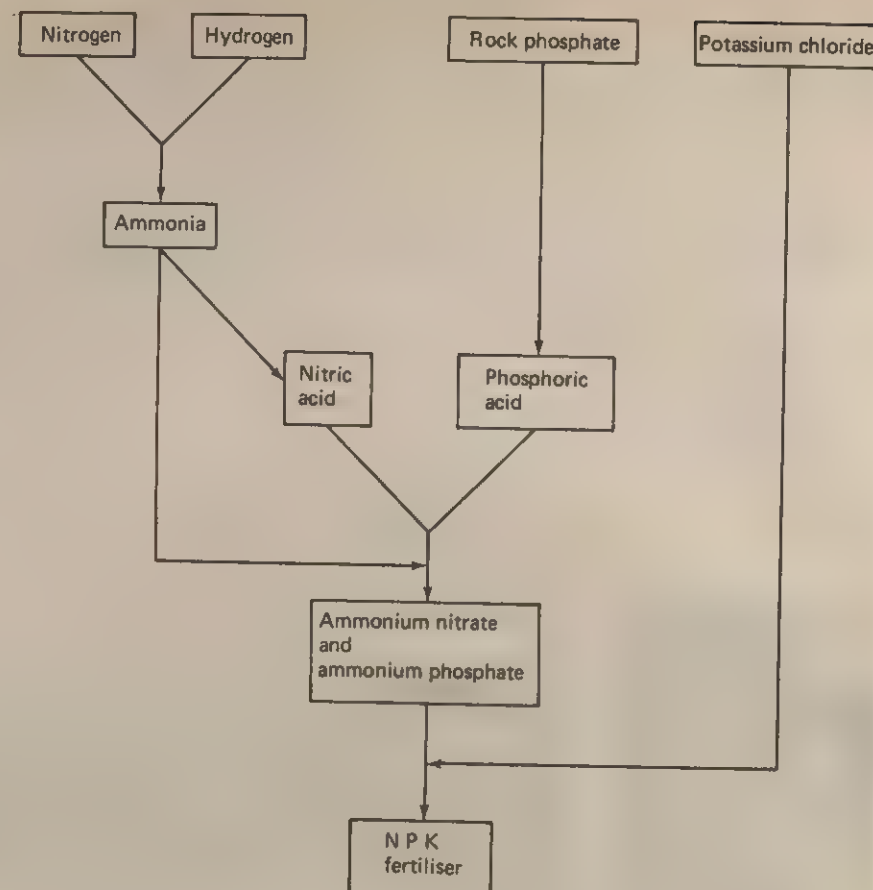 Nitrogen
Hydrogen
Rock phosphate
Potassium chloride
Ammonia
Nitric
acid
Phosphoric
acid
Ammonium nitrate
and
ammonium phosphate
N P K
fertiliser